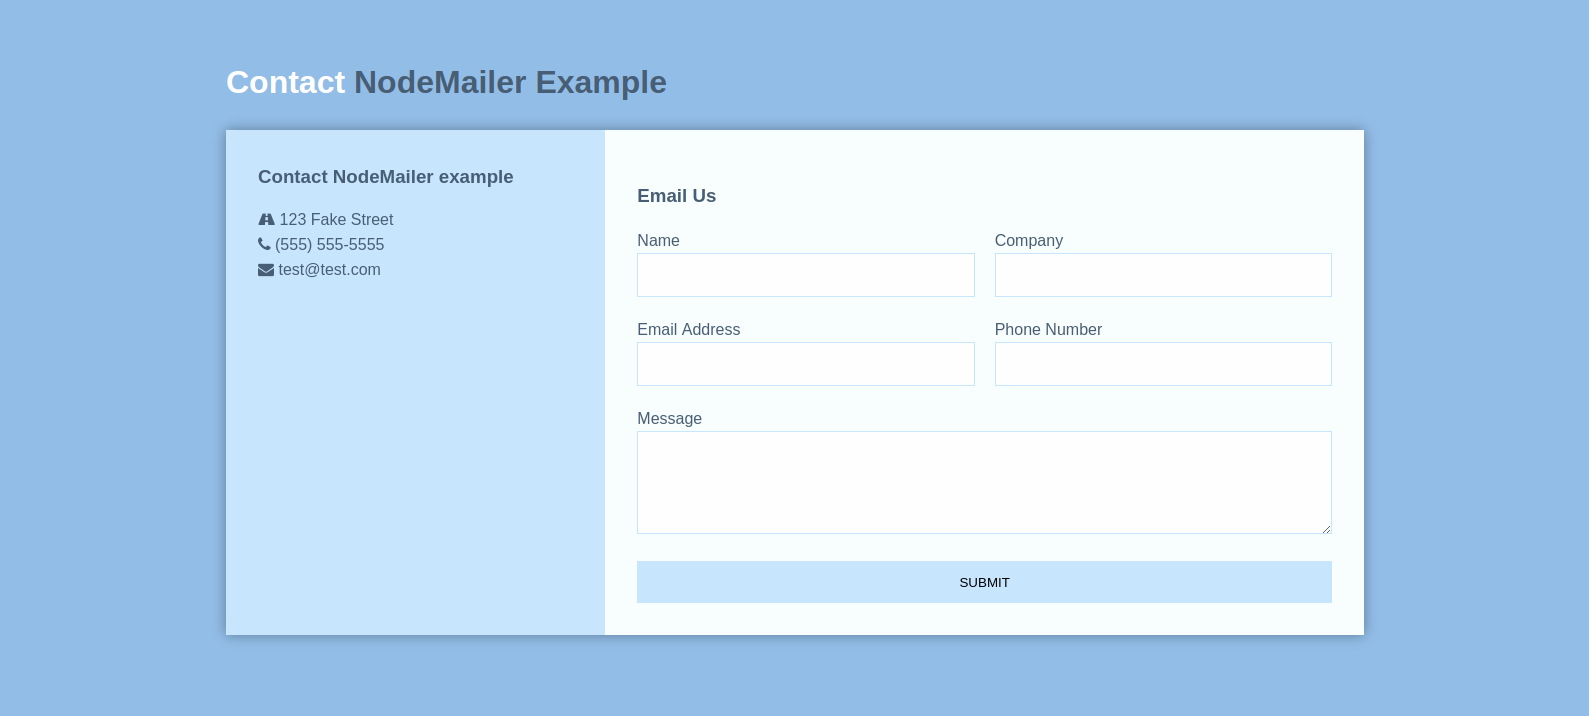 Contact NodeMailer Example
Contact NodeMailer example
123 Fake Street
(555) 555-5555
test@test.com
Email Us
Name
Company
Email Address
Phone Number
Message
SUBMIT